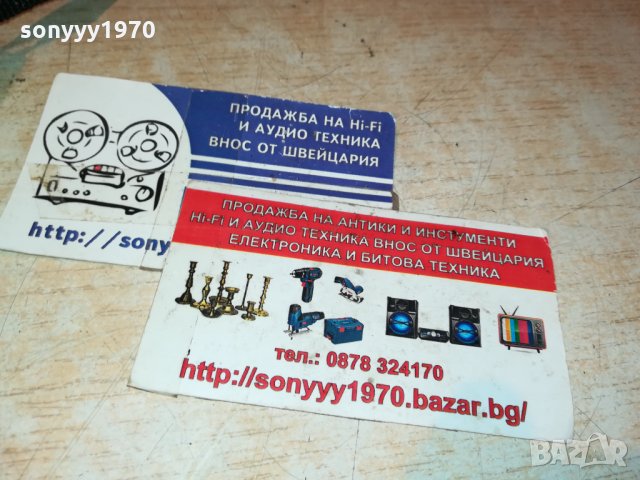 sonyyy1970
ПРОДАЖБА НА Hi-Fi
И АУДИО ТЕХНИКА
ВНОС ОТ ШВЕЙЦАРИЯ
http://sony
ПРОДАЖБА НА АНТИКИ И ИНСТУМЕНТИ
Hi-Fi И АУДИО ТЕХНИКА ВНОС ОТ ШВЕЙЦАРИЯ
ЕЛЕКТРОНИКА И БИТОВА ТЕХНИКА
тел.: 0878 324170
http://sonyyy1970.bazar.bg/
BAZAR